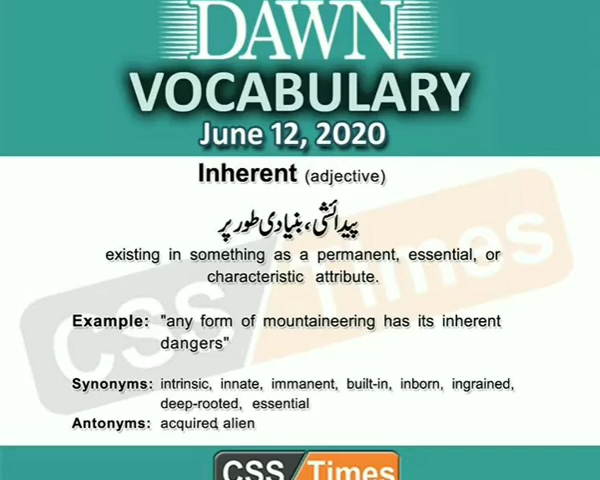 DAWN
VOCABULARY
June 12, 2020
Inherent (adjective)
پیدائشی، بنیادی طور پر
existing in something as a permanent, essential, or
characteristic attribute.
Example: "any form of mountaineering has its inherent
dangers"
Synonyms: intrinsic, innate, immanent, built-in, inborn, ingrained,
deep-rooted, essential
Antonyms: acquired, alien
CSS Times
CSS Times